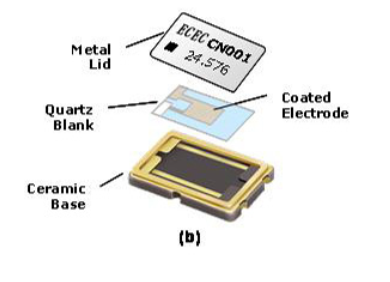 ECEC CN001
24.576
Metal
Lid
Quartz
Blank
Coated
Electrode
Ceramic
Base
(b)